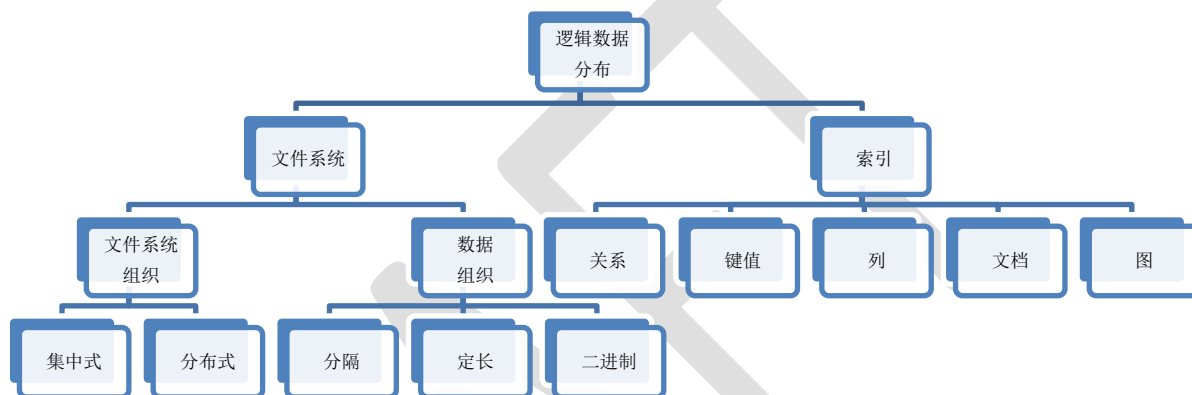 逻辑数据
分布
文件系统
索引
文件系统
组织
数据
组织
关系
键值
列
文档
图
集中式
分布式
分隔
定长
二进制